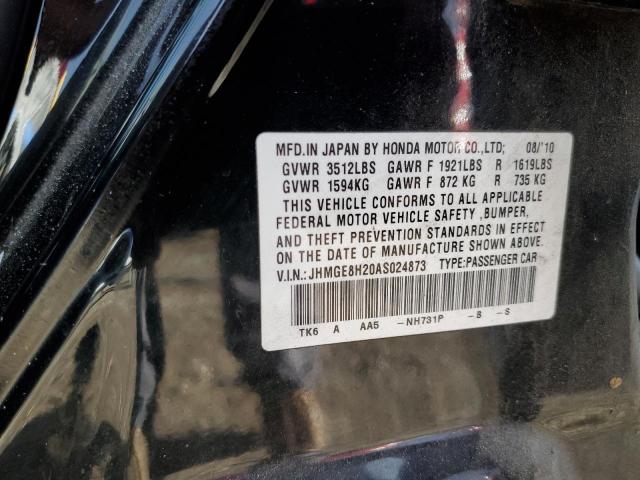 MFD.IN JAPAN BY HONDA MOTOR CO.,LTD; 08/'10
GVWR 3512LBS GAWR F 1921LBS R 1619LBS
GVWR 1594KG GAWR F 872 KG R 735 KG
THIS VEHICLE CONFORMS TO ALL APPLICABLE
FEDERAL MOTOR VEHICLE SAFETY ,BUMPER,
AND THEFT PREVENTION STANDARDS IN EFFECT
ON THE DATE OF MANUFACTURE SHOWN ABOVE.
V.I.N.:JHMGE8H20AS024873 TYPE:PASSENGER CAR
TK6 A AA5 -NH731P -B -S